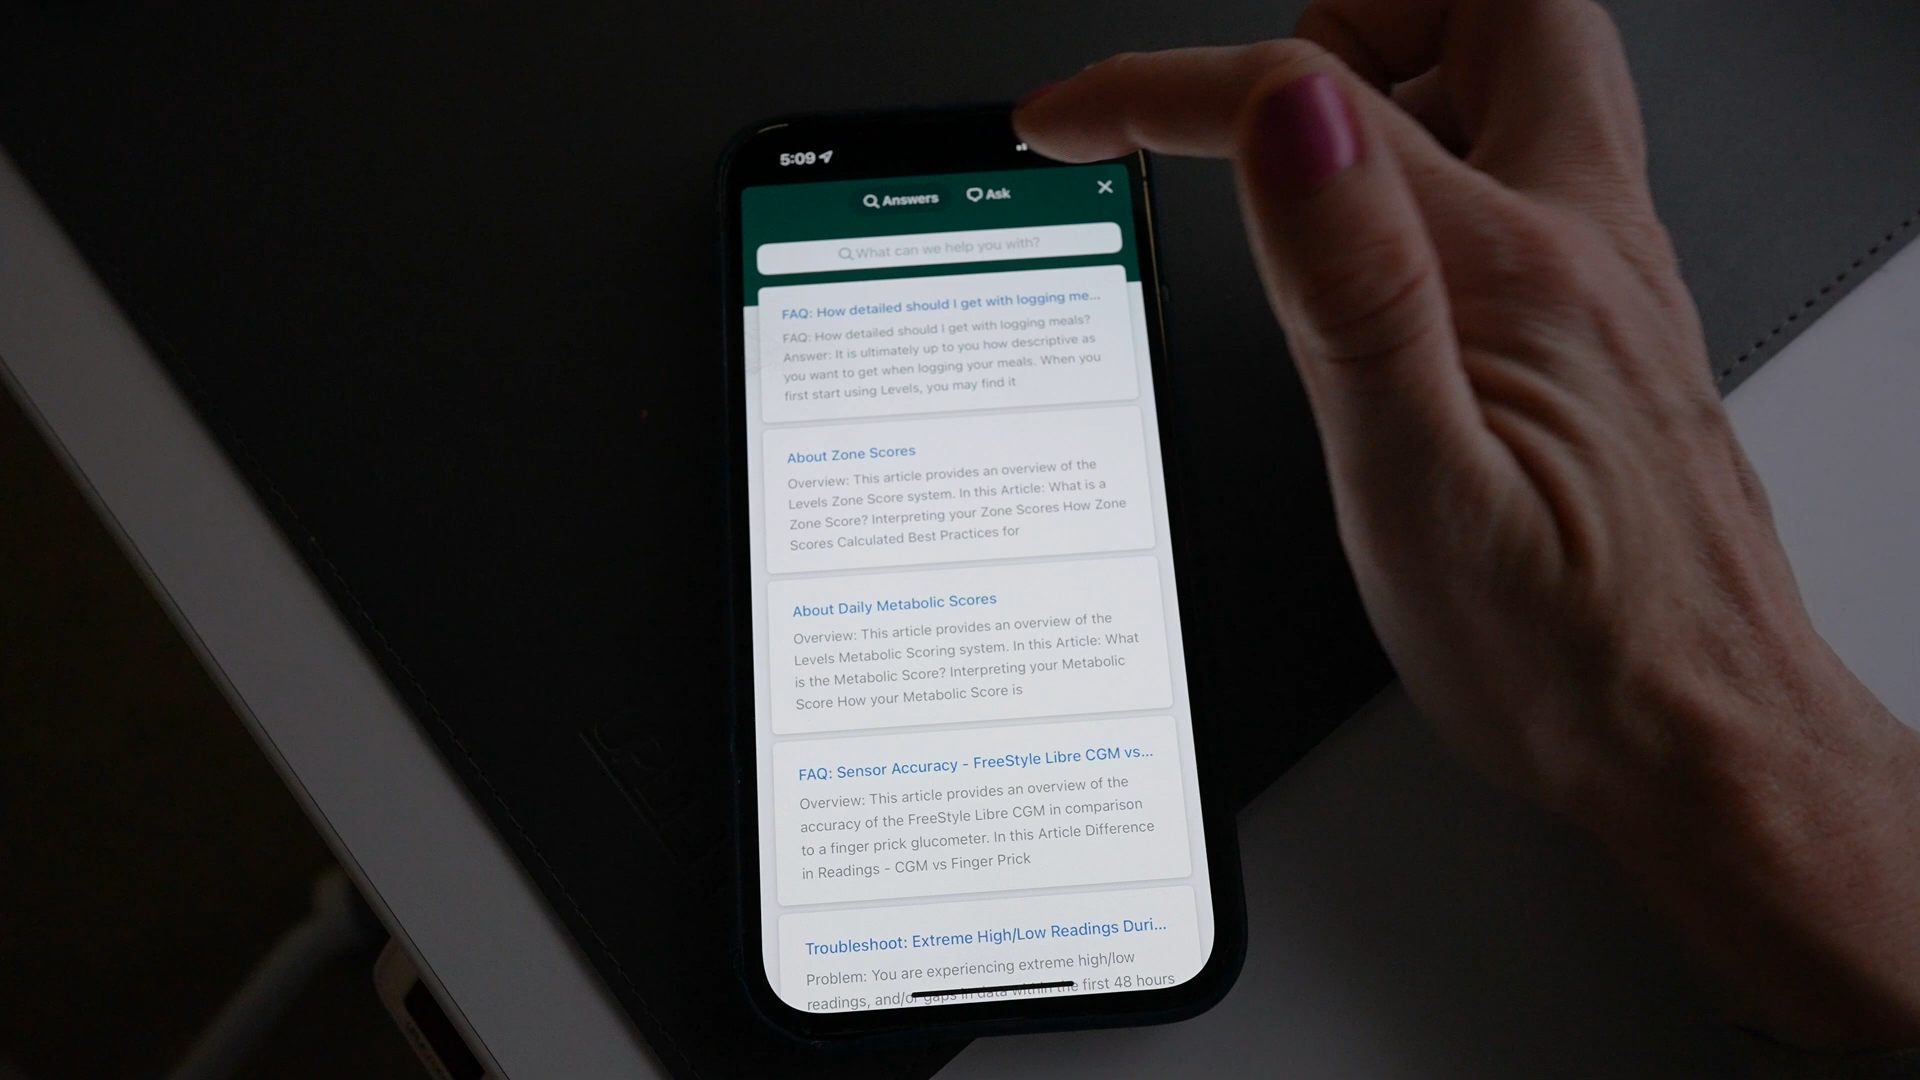 5:09
Answers Ask
What can we help you with?
FAQ: How detailed should I get with logging me...
FAQ: How detailed should I get with logging meals?
Answer: It is ultimately up to you how descriptive as
you want to get when logging your meals. When you
first start using Levels, you may find it
About Zone Scores
Overview: This article provides an overview of the
Levels Zone Score system. In this Article: What is a
Zone Score? Interpreting your Zone Scores How Zone
Scores Calculated Best Practices for
About Daily Metabolic Scores
Overview: This article provides an overview of the
Levels Metabolic Scoring system. In this Article: What
is the Metabolic Score? Interpreting your Metabolic
Score How your Metabolic Score is
FAQ: Sensor Accuracy - FreeStyle Libre CGM vs...
Overview: This article provides an overview of the
accuracy of the FreeStyle Libre CGM in comparison
to a finger prick glucometer. In this Article Difference
in Readings - CGM vs Finger Prick
Troubleshoot: Extreme High/Low Readings Duri...
Problem: You are experiencing extreme high/low
readings, and/or gaps in data within the first 48 hours